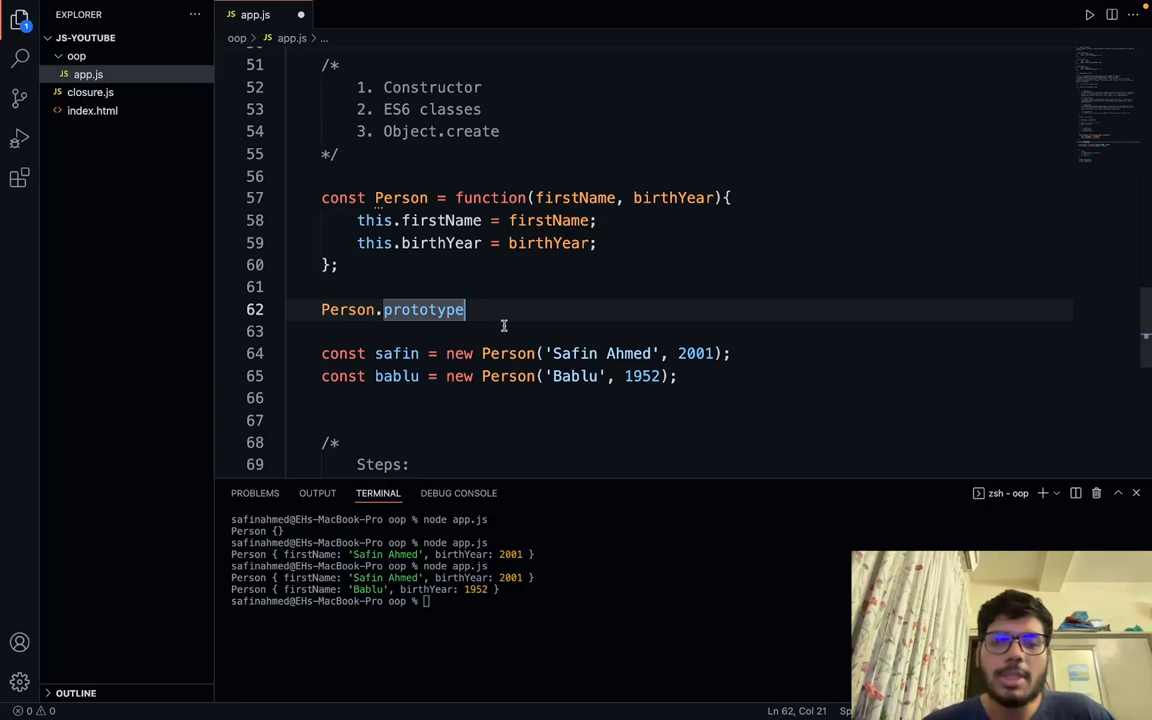 EXPLORER
···
JS app.js
1
JS-YOUTUBE
oop
JS app.js
JS closure.js
<> index.html
oop > JS app.js > ...
51 /*
52 1. Constructor
53 2. ES6 classes
54 3. Object.create
55 */
56
57 const Person = function(firstName, birthYear){
58 this.firstName = firstName;
59 this.birthYear = birthYear;
60 };
61
62 Person.prototype
63
64 const safin = new Person('Safin Ahmed', 2001);
65 const bablu = new Person('Bablu', 1952);
66
67
68 /*
69 Steps:
PROBLEMS OUTPUT TERMINAL DEBUG CONSOLE
zsh - oop
safinahmed@EHs-MacBook-Pro oop % node app.js
Person {}
safinahmed@EHs-MacBook-Pro oop % node app.js
Person { firstName: 'Safin Ahmed', birthYear: 2001 }
safinahmed@EHs-MacBook-Pro oop % node app.js
Person { firstName: 'Safin Ahmed', birthYear: 2001 }
Person { firstName: 'Bablu', birthYear: 1952 }
safinahmed@EHs-MacBook-Pro oop %
OUTLINE
0 0
Ln 62, Col 21